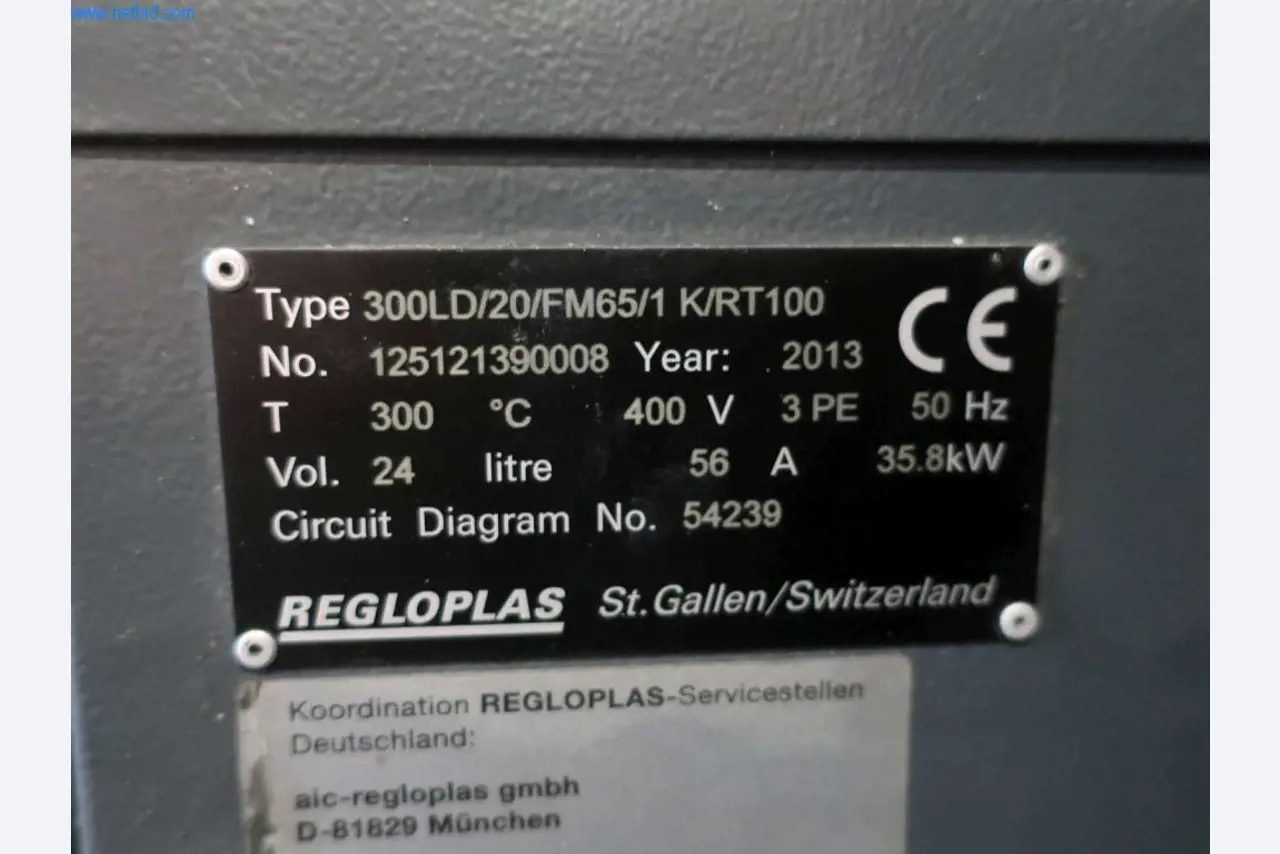 www.netbid.com
Type 300LD/20/FM65/1 K/RT100
No. 125121390008 Year: 2013
T 300 °C 400 V 3 PE 50 Hz
Vol. 24 litre 56 A 35.8kW
Circuit Diagram No. 54239
REGLOPLAS St.Gallen/Switzerland
CE
Koordination REGLOPLAS-Servicestellen
Deutschland:
aic-regloplas gmbh
D-81829 München